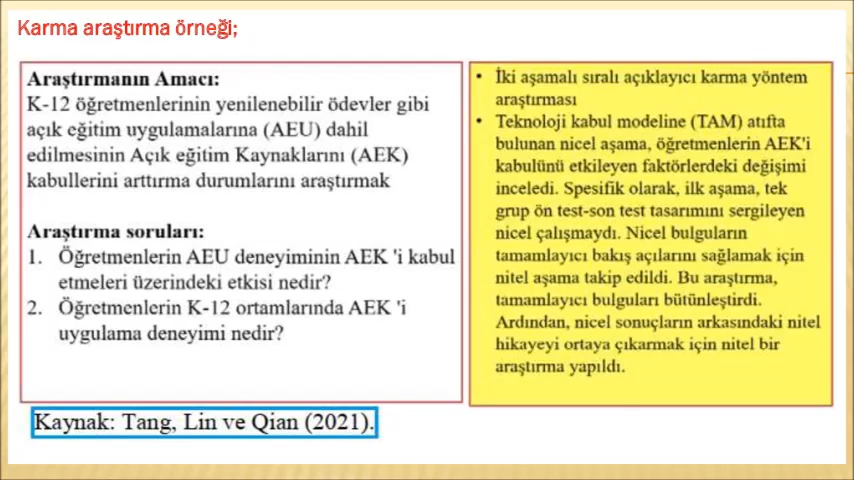 Karma araştırma örneği;
Araştırmanın Amacı:
K-12 öğretmenlerinin yenilenebilir ödevler gibi
açık eğitim uygulamalarına (AEU) dahil
edilmesinin Açık eğitim Kaynaklarını (AEK)
kabullerini arttırma durumlarını araştırmak
Araştırma soruları:
1. Öğretmenlerin AEU deneyiminin AEK 'i kabul
etmeleri üzerindeki etkisi nedir?
2. Öğretmenlerin K-12 ortamlarında AEK 'i
uygulama deneyimi nedir?
• İki aşamalı sıralı açıklayıcı karma yöntem
araştırması
• Teknoloji kabul modeline (TAM) atıfta
bulunan nicel aşama, öğretmenlerin AEK'i
kabulünü etkileyen faktörlerdeki değişimi
inceledi. Spesifik olarak, ilk aşama, tek
grup ön test-son test tasarımını sergileyen
nicel çalışmaydı. Nicel bulguların
tamamlayıcı bakış açılarını sağlamak için
nitel aşama takip edildi. Bu araştırma,
tamamlayıcı bulguları bütünleştirdi.
Ardından, nicel sonuçların arkasındaki nitel
hikayeyi ortaya çıkarmak için nitel bir
araştırma yapıldı.
Kaynak: Tang, Lin ve Qian (2021).